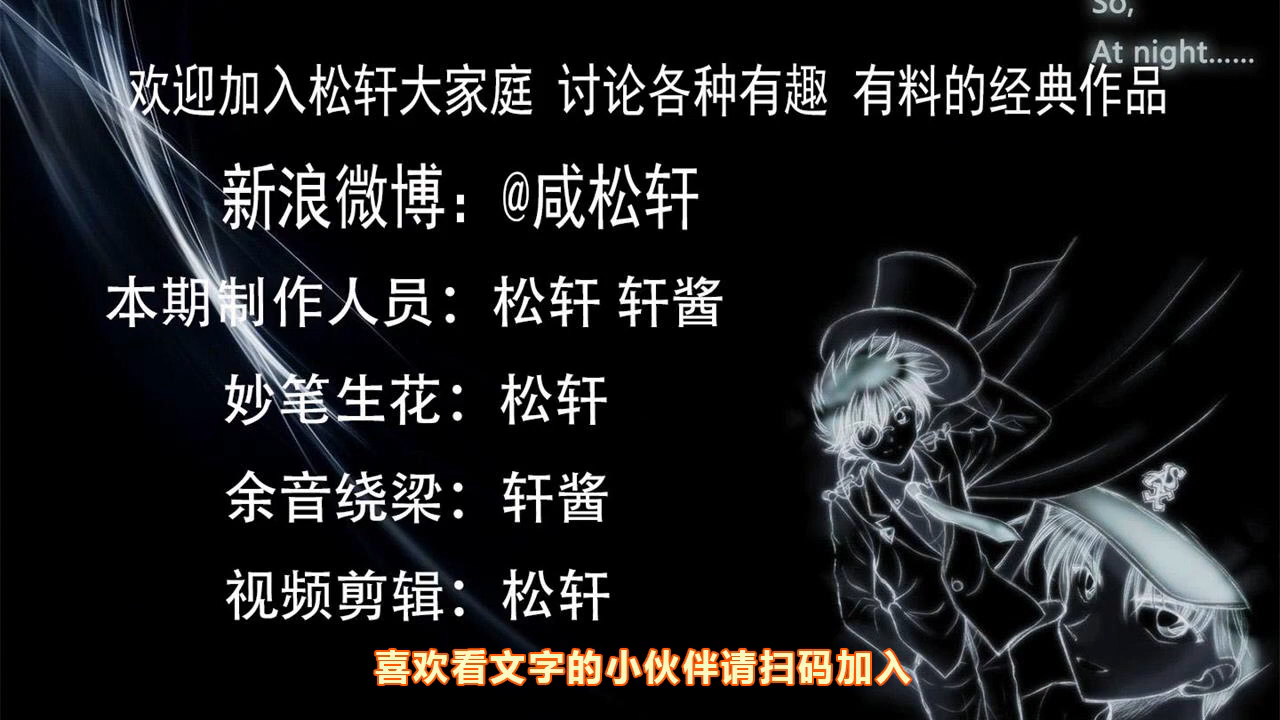 So,
At night……
欢迎加入松轩大家庭 讨论各种有趣 有料的经典作品
新浪微博：@咸松轩
本期制作人员：松轩 轩酱
妙笔生花：松轩
余音绕梁：轩酱
视频剪辑：松轩
喜欢看文字的小伙伴请扫码加入